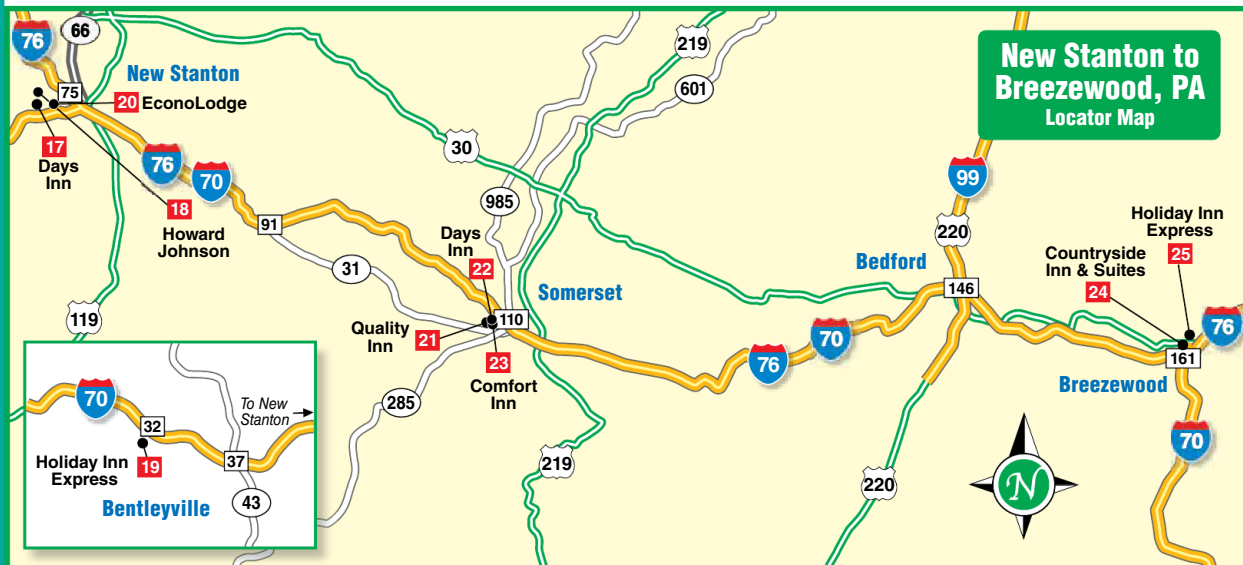 New Stanton to
Breezewood, PA
Locator Map
76
66
75
New Stanton
20 EconoLodge
17
Days
Inn
18
Howard
Johnson
76
70
91
31
119
30
219
601
985
Days
Inn
22
110
Somerset
Quality
Inn
21
23
Comfort
Inn
285
219
76
70
Bedford
99
220
146
220
Holiday Inn
Express
25
Countryside
Inn & Suites
24
76
161
Breezewood
70
N
70
32
To New
Stanton
Holiday Inn
Express
19
37
43
Bentleyville